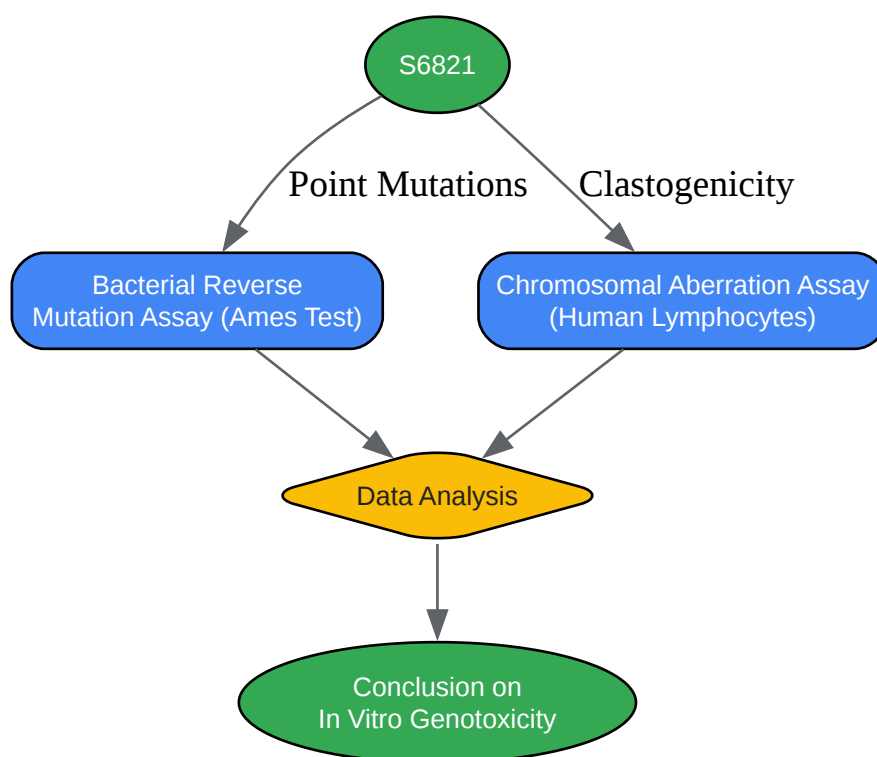 S6821
Point Mutations
Clastogenicity
Bacterial Reverse
Mutation Assay (Ames Test)
Chromosomal Aberration Assay
(Human Lymphocytes)
Data Analysis
Conclusion on
In Vitro Genotoxicity